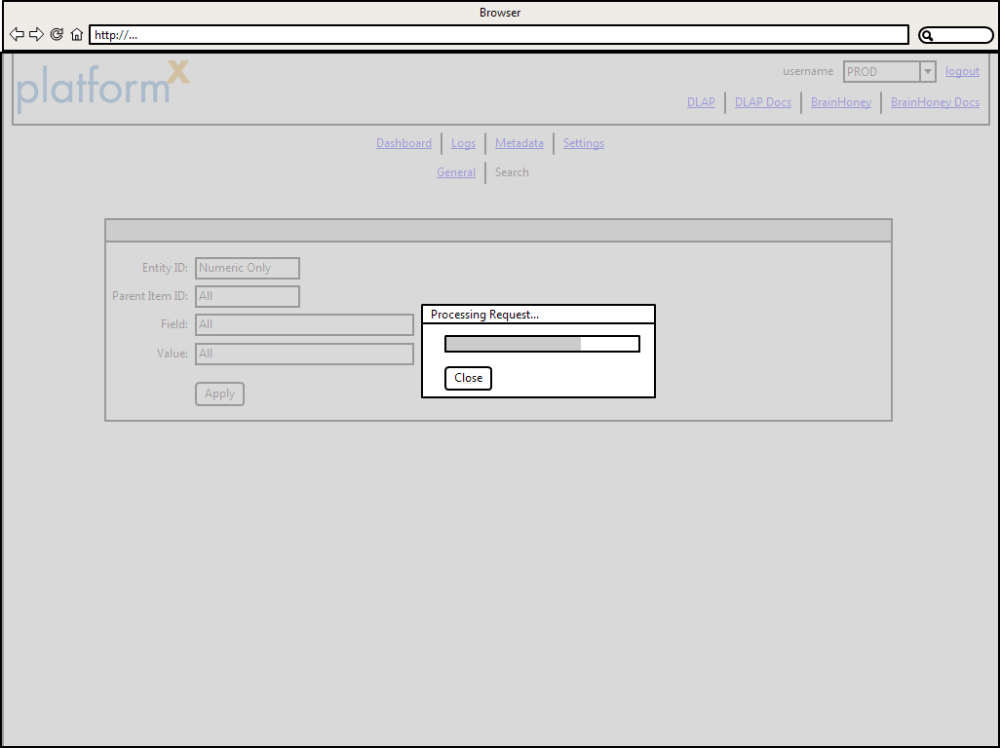 Browser
http://...
platformx
username PROD logout
DLAP DLAP Docs BrainHoney BrainHoney Docs
Dashboard Logs Metadata Settings
General Search
Entity ID: Numeric Only
Parent Item ID: All
Field: All
Value: All
Apply
Processing Request...
Close